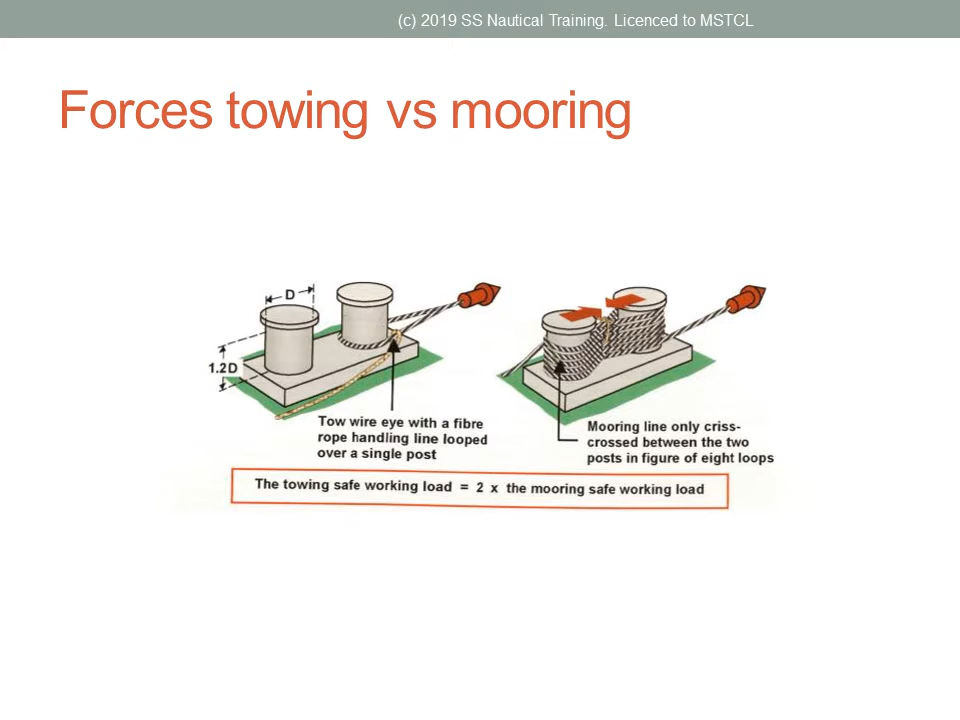 (c) 2019 SS Nautical Training. Licenced to MSTCL
Forces towing vs mooring
D
1.2D
Tow wire eye with a fibre
rope handling line looped
over a single post
Mooring line only criss-
crossed between the two
posts in figure of eight loops
The towing safe working load = 2 x the mooring safe working load